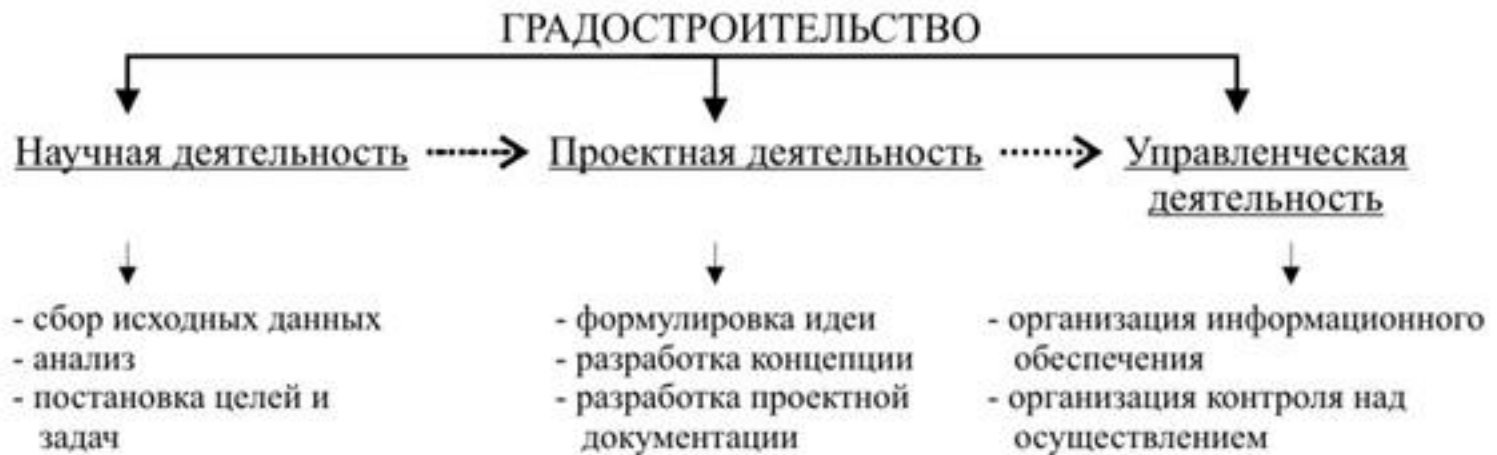 ГРАДОСТРОИТЕЛЬСТВО
Научная деятельность
Проектная деятельность
Управленческая
деятельность
- сбор исходных данных
- анализ
- постановка целей и
задач
- формулировка идеи
- разработка концепции
- разработка проектной
документации
- организация информационного
обеспечения
- организация контроля над
осуществлением